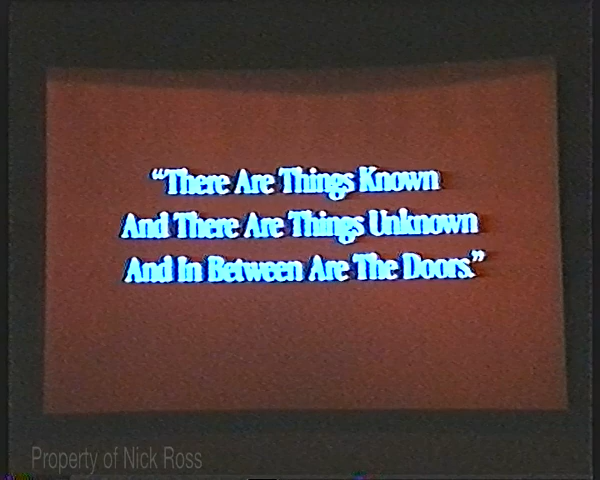 “There Are Things Known
And There Are Things Unknown
And In Between Are The Doors.”
Property of Nick Ross